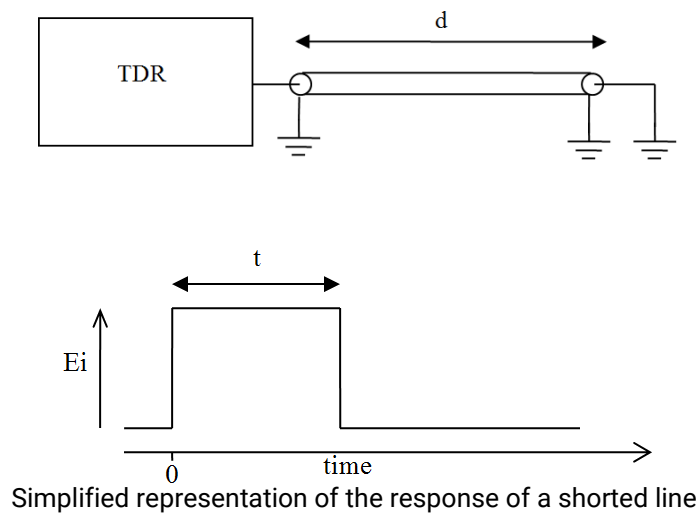 d
TDR
t
Ei
0
time
Simplified representation of the response of a shorted line